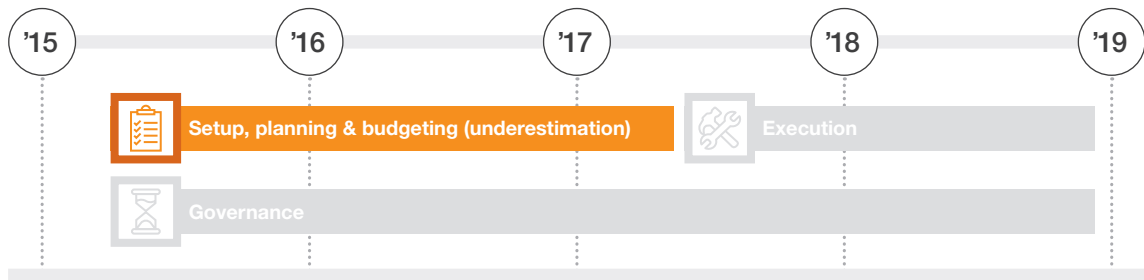 ’15 ’16 ’17 ’18 ’19
Setup, planning & budgeting (underestimation)
Execution
Governance